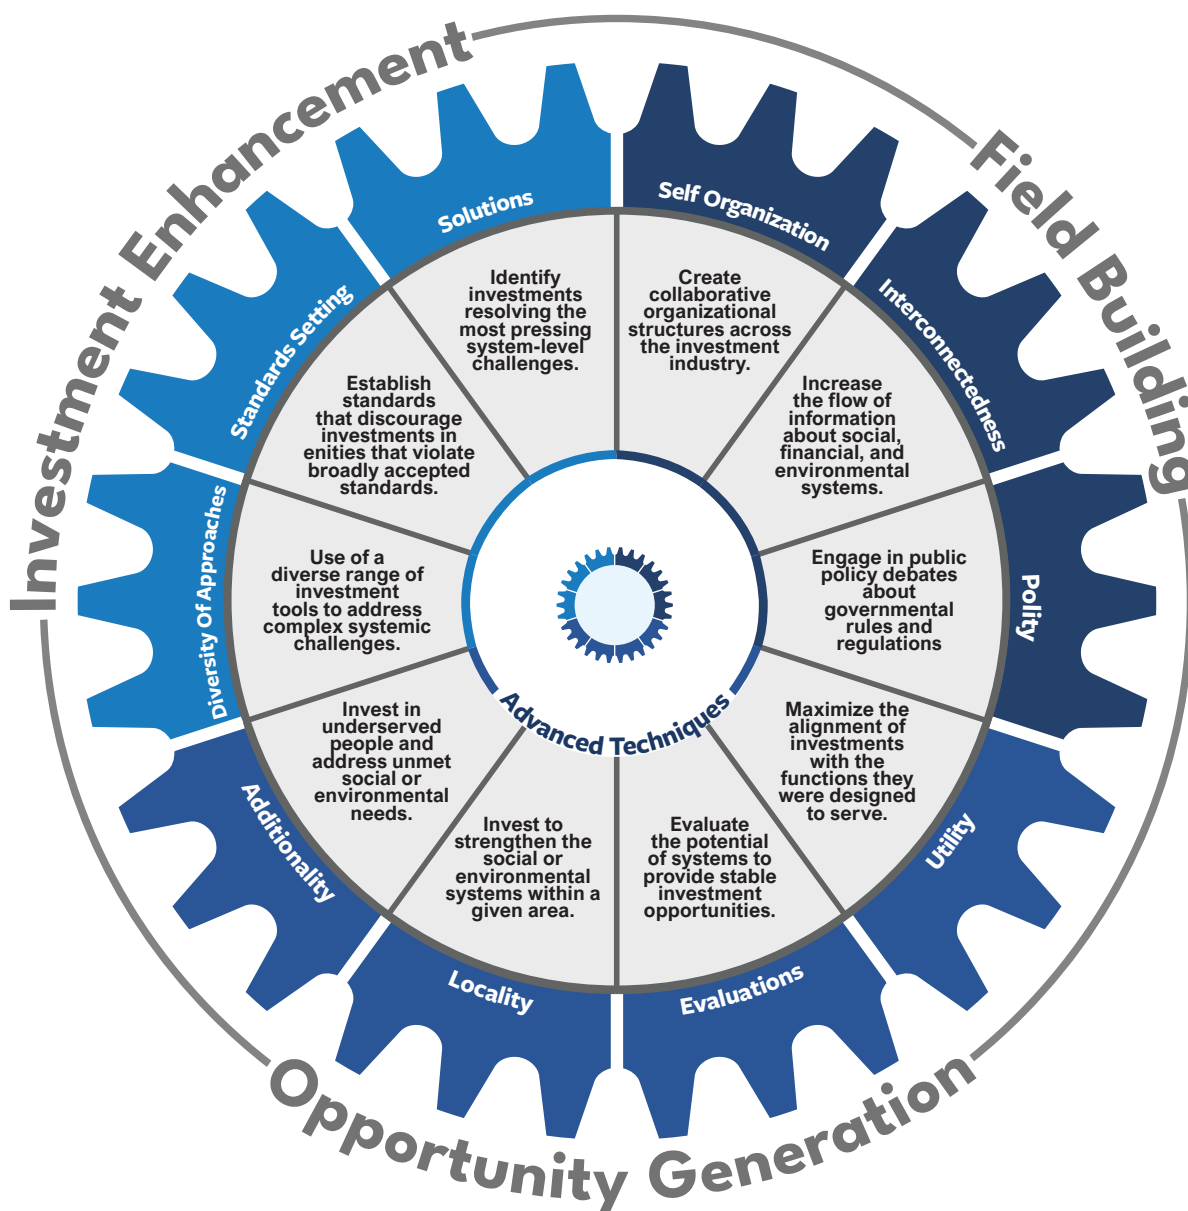 Investment Enhancement
Field Building
Opportunity Generation
Solutions
Identify
investments
resolving the
most pressing
system-level
challenges.
Self Organization
Create
collaborative
organizational
structures across
the investment
industry.
Interconnectedness
Increase
the flow of
information
about social,
financial, and
environmental
systems.
Polity
Engage in public
policy debates
about
governmental
rules and
regulations
Utility
Maximize the
alignment of
investments
with the
functions they
were designed
to serve.
Evaluations
Evaluate
the potential
of systems to
provide stable
investment
opportunities.
Locality
Invest to
strengthen the
social or
environmental
systems within a
given area.
Additionality
Invest in
underserved
people and
address unmet
social or
environmental
needs.
Diversity Of Approaches
Use of a
diverse range of
investment
tools to address
complex systemic
challenges.
Standards Setting
Establish
standards
that discourage
investments in
enities that violate
broadly accepted
standards.
Advanced Techniques